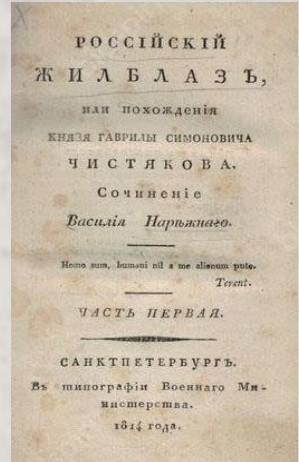 РОССІЙСКІЙ
ЖИЛБЛАЗЪ,
или похожденія
КНЯЗЯ ГАВРИЛЫ СИМОНОВИЧА
ЧИСТЯКОВА.
Сочиненіе
Василія Нарѣжнаго.
Homo sum, humani nil a me alienum puto.
Terent.
ЧАСТЬ ПЕРВАЯ.
САНКТПЕТЕРБУРГЪ.
Въ типографіи Военнаго Ми-
нистерства.
1814 года.